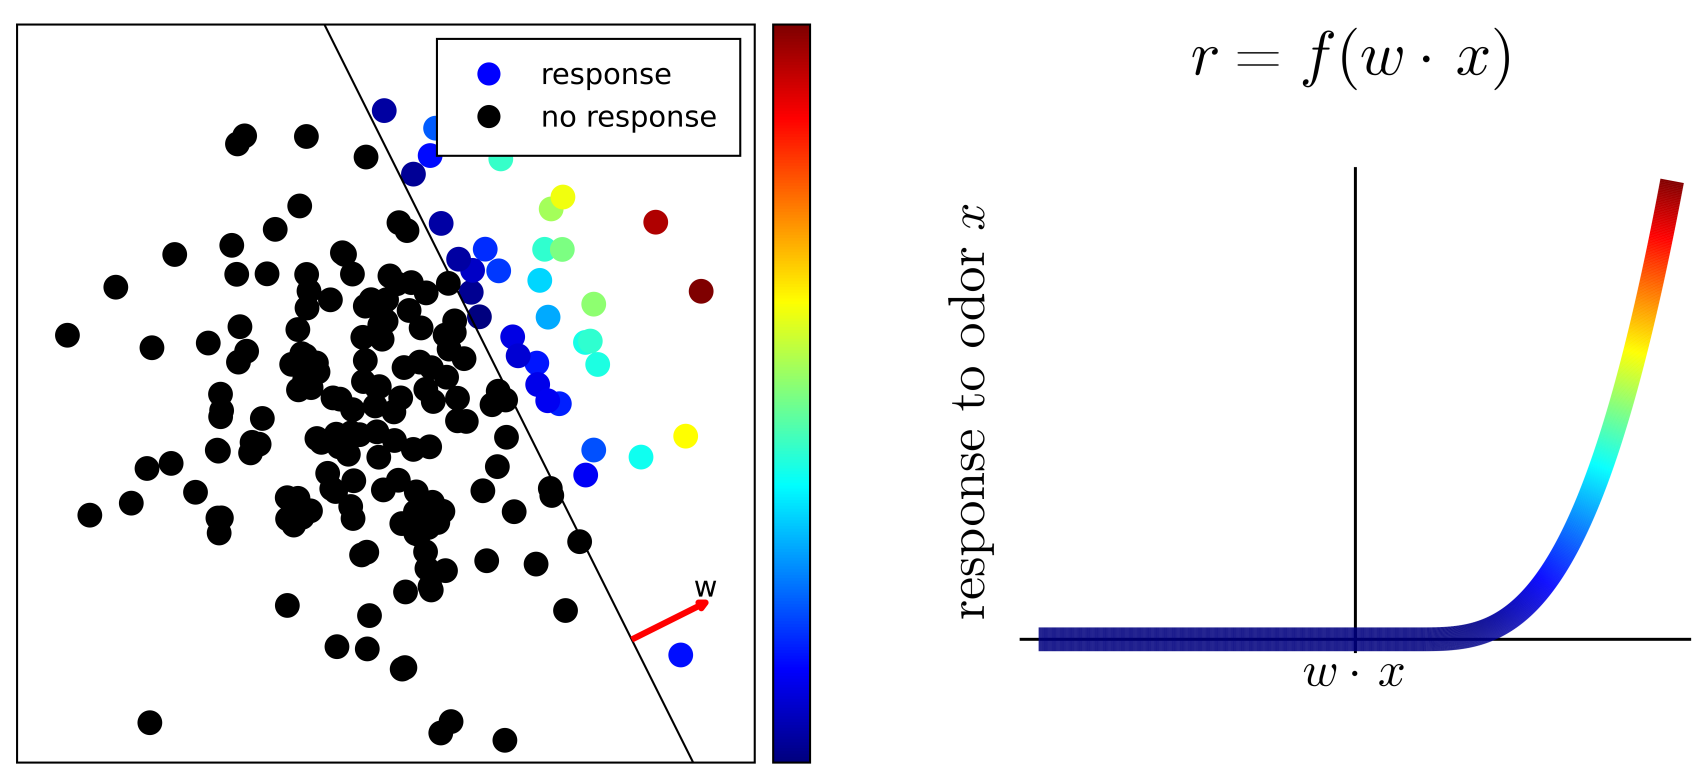 response
no response
w
r = f(w · x)
response to odor x
w · x